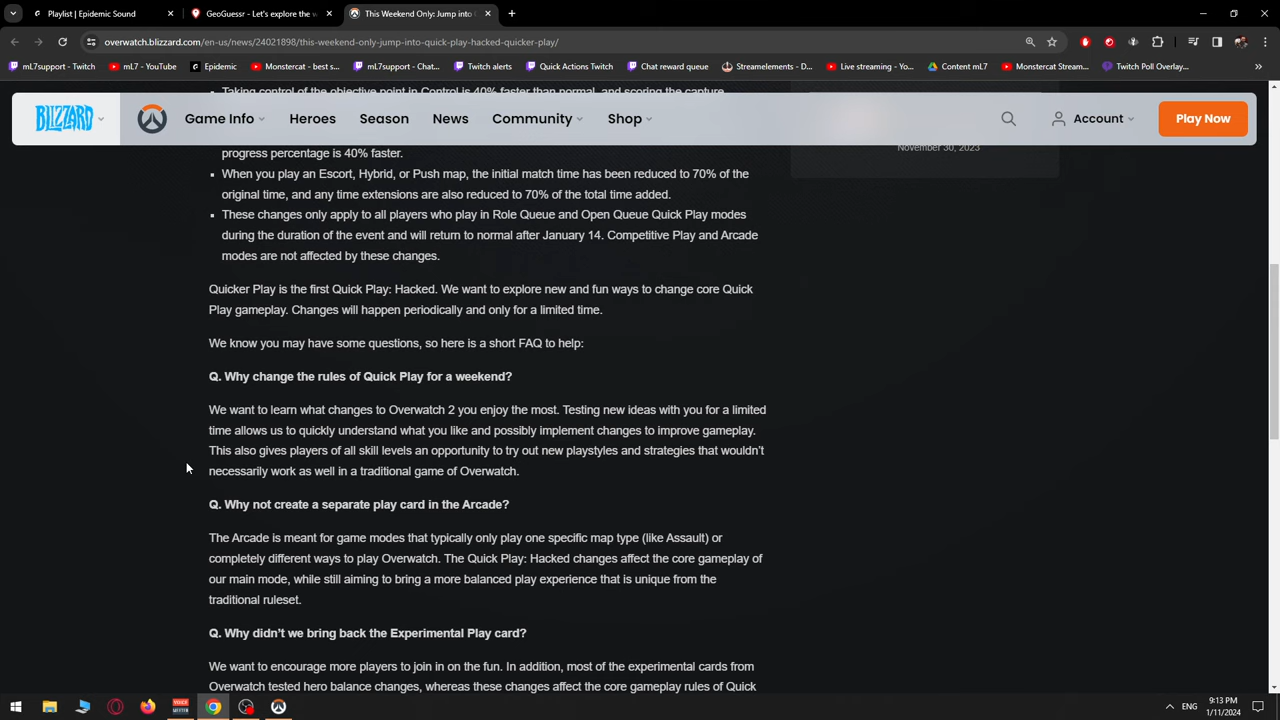 Playlist | Epidemic Sound
GeoGuessr - Let's explore the w
This Weekend Only: Jump into
overwatch.blizzard.com/en-us/news/24021898/this-weekend-only-jump-into-quick-play-hacked-quicker-play/
mL7support - Twitch
mL7 - YouTube
Epidemic
Monstercat - best s...
mL7support - Chat...
Twitch alerts
Quick Actions Twitch
Chat reward queue
Streamelements - D...
Live streaming - Yo...
Content mL7
Monstercat Stream...
Twitch Poll Overlay...
Taking control of the objective point in Control is 40% faster than normal, and scoring the capture
BLIZZARD
Game Info
Heroes
Season
News
Community
Shop
Account
Play Now
progress percentage is 40% faster.
November 30, 2023
When you play an Escort, Hybrid, or Push map, the initial match time has been reduced to 70% of the
original time, and any time extensions are also reduced to 70% of the total time added.
These changes only apply to all players who play in Role Queue and Open Queue Quick Play modes
during the duration of the event and will return to normal after January 14. Competitive Play and Arcade
modes are not affected by these changes.
Quicker Play is the first Quick Play: Hacked. We want to explore new and fun ways to change core Quick
Play gameplay. Changes will happen periodically and only for a limited time.
We know you may have some questions, so here is a short FAQ to help:
Q. Why change the rules of Quick Play for a weekend?
We want to learn what changes to Overwatch 2 you enjoy the most. Testing new ideas with you for a limited
time allows us to quickly understand what you like and possibly implement changes to improve gameplay.
This also gives players of all skill levels an opportunity to try out new playstyles and strategies that wouldn't
necessarily work as well in a traditional game of Overwatch.
Q. Why not create a separate play card in the Arcade?
The Arcade is meant for game modes that typically only play one specific map type (like Assault) or
completely different ways to play Overwatch. The Quick Play: Hacked changes affect the core gameplay of
our main mode, while still aiming to bring a more balanced play experience that is unique from the
traditional ruleset.
Q. Why didn't we bring back the Experimental Play card?
We want to encourage more players to join in on the fun. In addition, most of the experimental cards from
Overwatch tested hero balance changes, whereas these changes affect the core gameplay rules of Quick
ENG
9:13 PM
1/11/2024